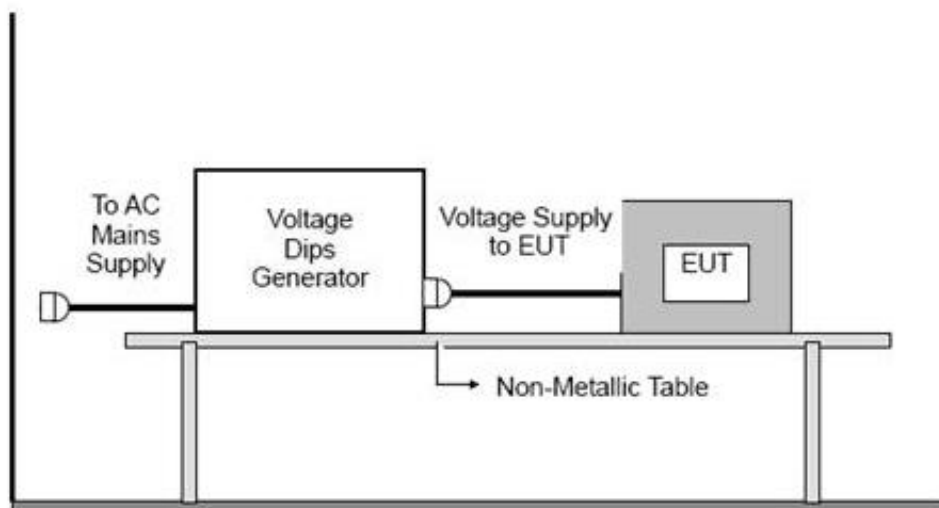 To AC
Mains
Supply
Voltage
Dips
Generator
Voltage Supply
to EUT
EUT
Non-Metallic Table